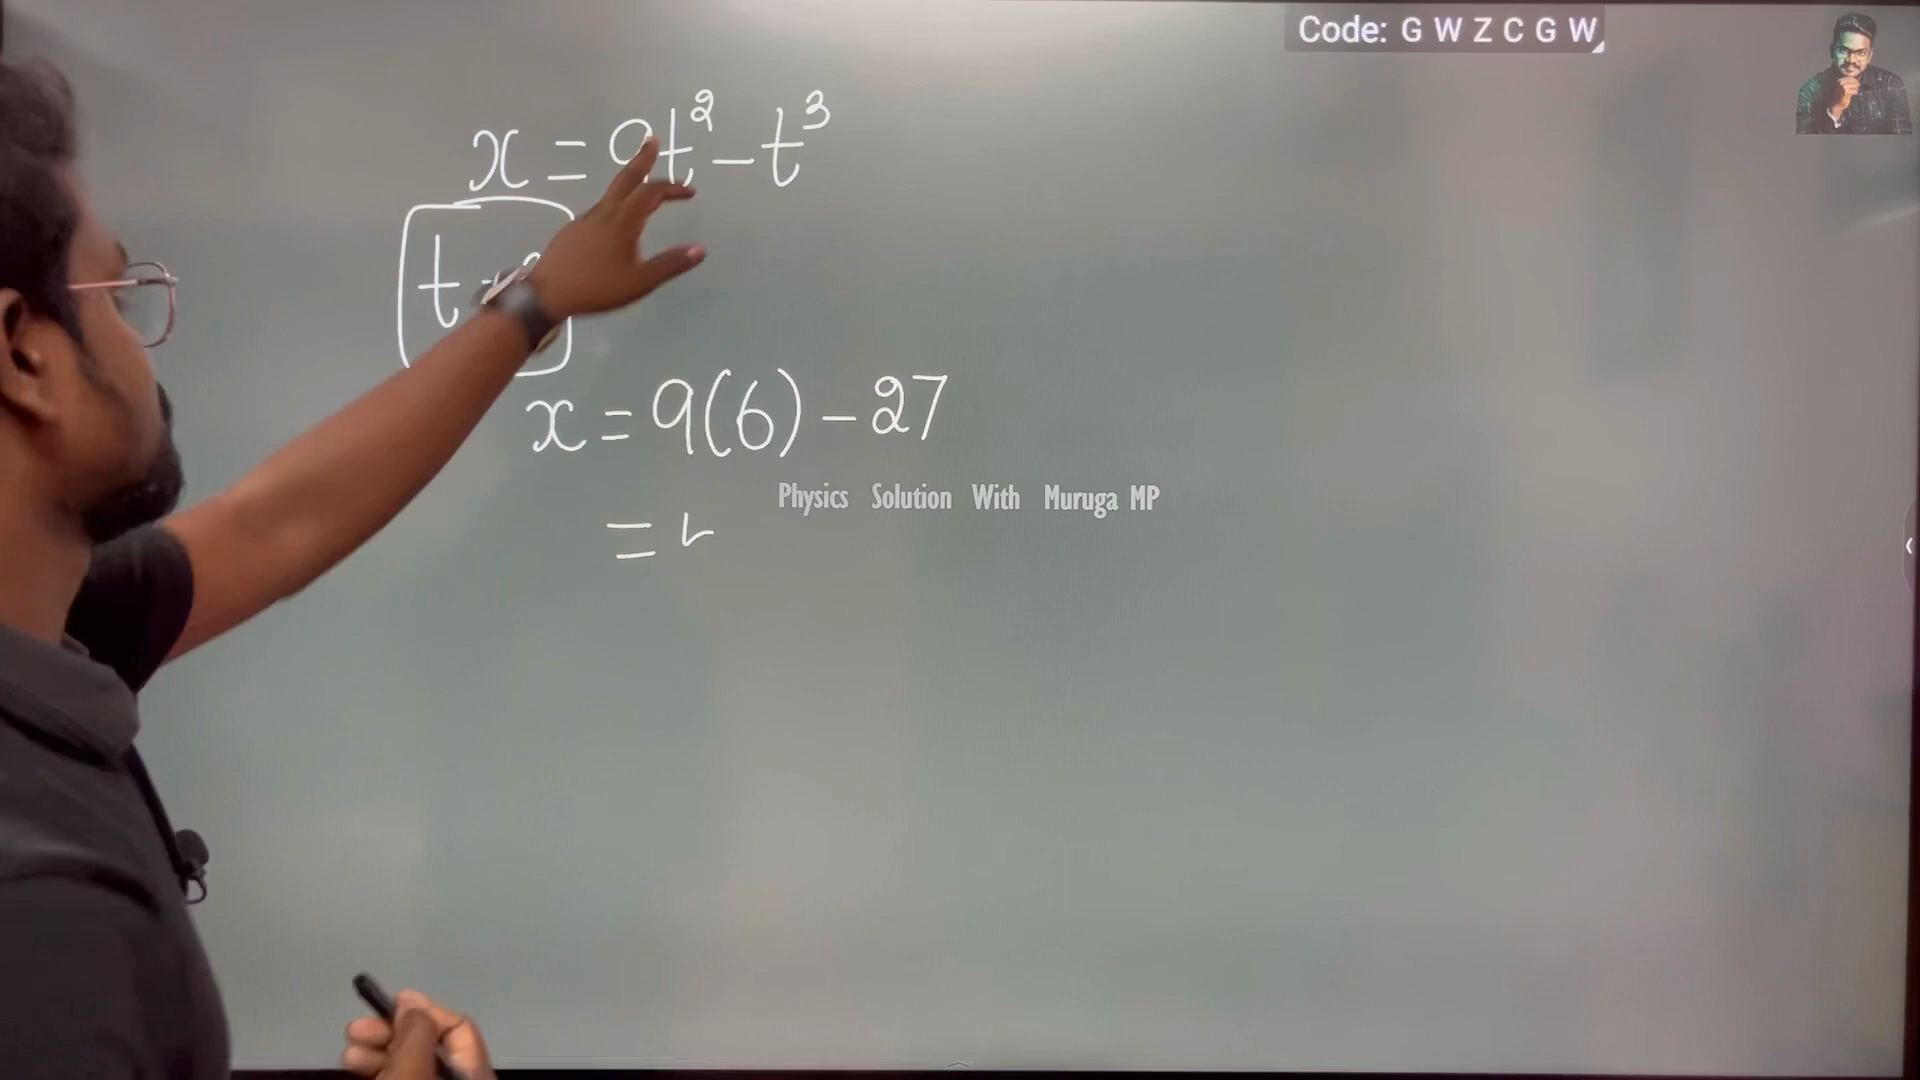 Code: G W Z C G W
x = 9t² – t³
t
x = 9(6) – 27
Physics Solution With Muruga MP
=